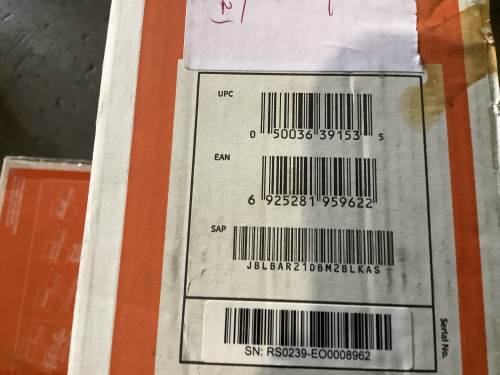 UPC
0 50036 39153 5
EAN
6 925281 959622
SAP
JBLBAR21DBM2BLKAS
Serial No.
SN: RS0239-EO0008962